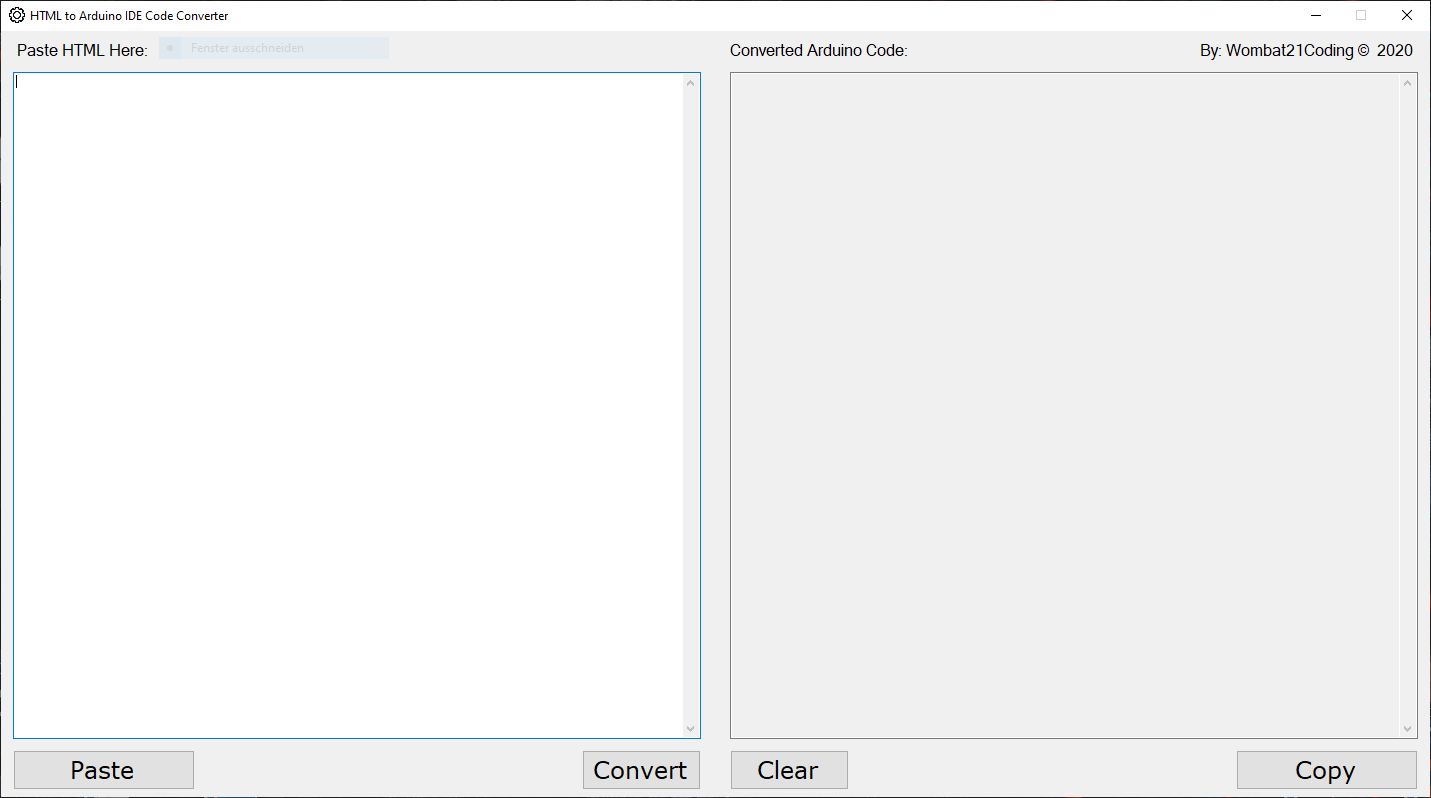 HTML to Arduino IDE Code Converter
Paste HTML Here: Fenster ausschneiden Converted Arduino Code: By: Wombat21Coding © 2020
Paste Convert Clear Copy